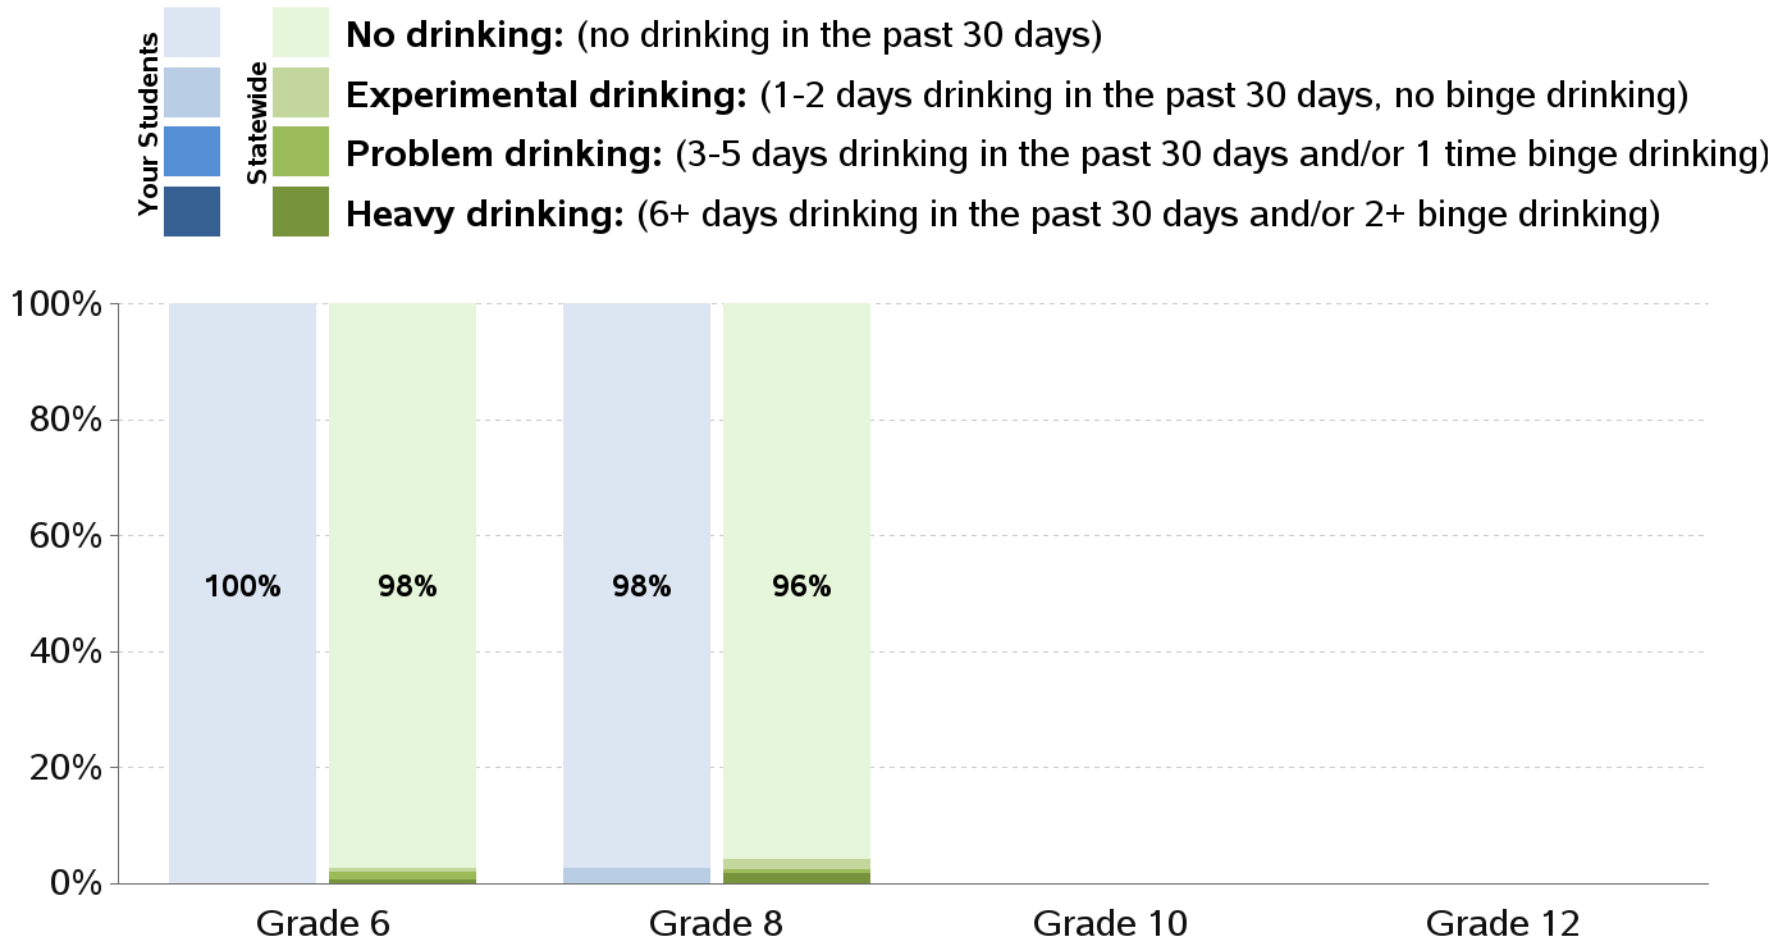 Your Students
Statewide
No drinking: (no drinking in the past 30 days)
Experimental drinking: (1-2 days drinking in the past 30 days, no binge drinking)
Problem drinking: (3-5 days drinking in the past 30 days and/or 1 time binge drinking)
Heavy drinking: (6+ days drinking in the past 30 days and/or 2+ binge drinking)
100%
80%
60%
100% 98% 98% 96%
40%
20%
0%
Grade 6 Grade 8 Grade 10 Grade 12